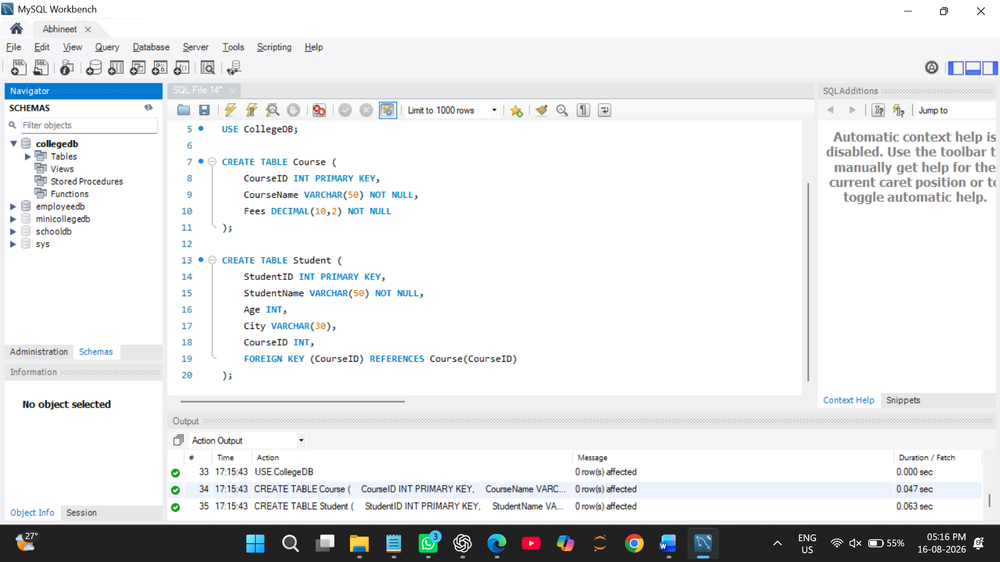 MySQL Workbench
Abhineet
File Edit View Query Database Server Tools Scripting Help
Navigator
SCHEMAS
Filter objects
collegedb
Tables
Views
Stored Procedures
Functions
employeedb
minicollegedb
schooldb
sys
Administration Schemas
Information
No object selected
Object Info Session
SQL File 14*
Limit to 1000 rows
5 USE CollegeDB;
6
7 CREATE TABLE Course (
8 CourseID INT PRIMARY KEY,
9 CourseName VARCHAR(50) NOT NULL,
10 Fees DECIMAL(10,2) NOT NULL
11 );
12
13 CREATE TABLE Student (
14 StudentID INT PRIMARY KEY,
15 StudentName VARCHAR(50) NOT NULL,
16 Age INT,
17 City VARCHAR(30),
18 CourseID INT,
19 FOREIGN KEY (CourseID) REFERENCES Course(CourseID)
20 );
SQLAdditions
Jump to
Automatic context help is
disabled. Use the toolbar t
manually get help for the
current caret position or to
toggle automatic help.
Context Help Snippets
Output
Action Output
# Time Action Message Duration / Fetch
33 17:15:43 USE CollegeDB 0 row(s) affected 0.000 sec
34 17:15:43 CREATE TABLE Course ( CourseID INT PRIMARY KEY, CourseName VARC... 0 row(s) affected 0.047 sec
35 17:15:43 CREATE TABLE Student ( StudentID INT PRIMARY KEY, StudentName VA... 0 row(s) affected 0.063 sec
27°
3
ENG
US
55%
05:16 PM
16-08-2026